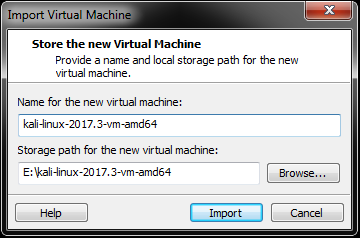 Import Virtual Machine
Store the new Virtual Machine
Provide a name and local storage path for the new
virtual machine.
Name for the new virtual machine:
kali-linux-2017.3-vm-amd64
Storage path for the new virtual machine:
E:\kali-linux-2017.3-vm-amd64
Browse...
Help
Import
Cancel